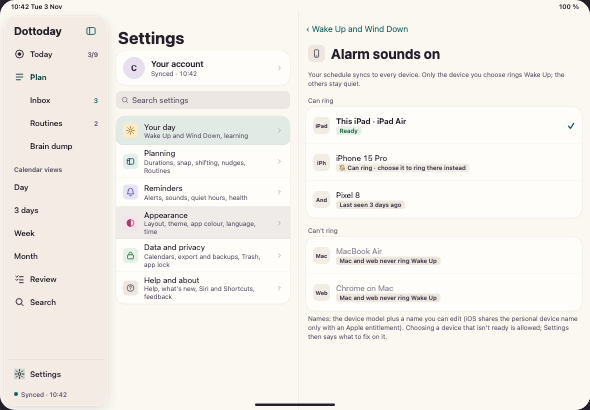 10:42 Tue 3 Nov
100 %
Dottoday
Today 3/9
Plan
Inbox 3
Routines 2
Brain dump
Calendar views
Day
3 days
Week
Month
Review
Search
Settings
Synced · 10:42
Settings
C
Your account
Synced · 10:42
Search settings
Your day
Wake Up and Wind Down, learning
Planning
Durations, snap, shifting, nudges,
Routines
Reminders
Alerts, sounds, quiet hours, health
Appearance
Layout, theme, app colour, language,
time
Data and privacy
Calendars, export and backups, Trash,
app lock
Help and about
Help, what's new, Siri and Shortcuts,
feedback
‹ Wake Up and Wind Down
Alarm sounds on
Your schedule syncs to every device. Only the device you choose rings Wake Up; the
others stay quiet.
Can ring
iPad
This iPad · iPad Air
Ready
iPh
iPhone 15 Pro
Can ring · choose it to ring there instead
And
Pixel 8
Last seen 3 days ago
Can't ring
Mac
MacBook Air
Mac and web never ring Wake Up
Web
Chrome on Mac
Mac and web never ring Wake Up
Names: the device model plus a name you can edit (iOS shares the personal device name
only with an Apple entitlement). Choosing a device that isn't ready is allowed; Settings
then says what to fix on it.